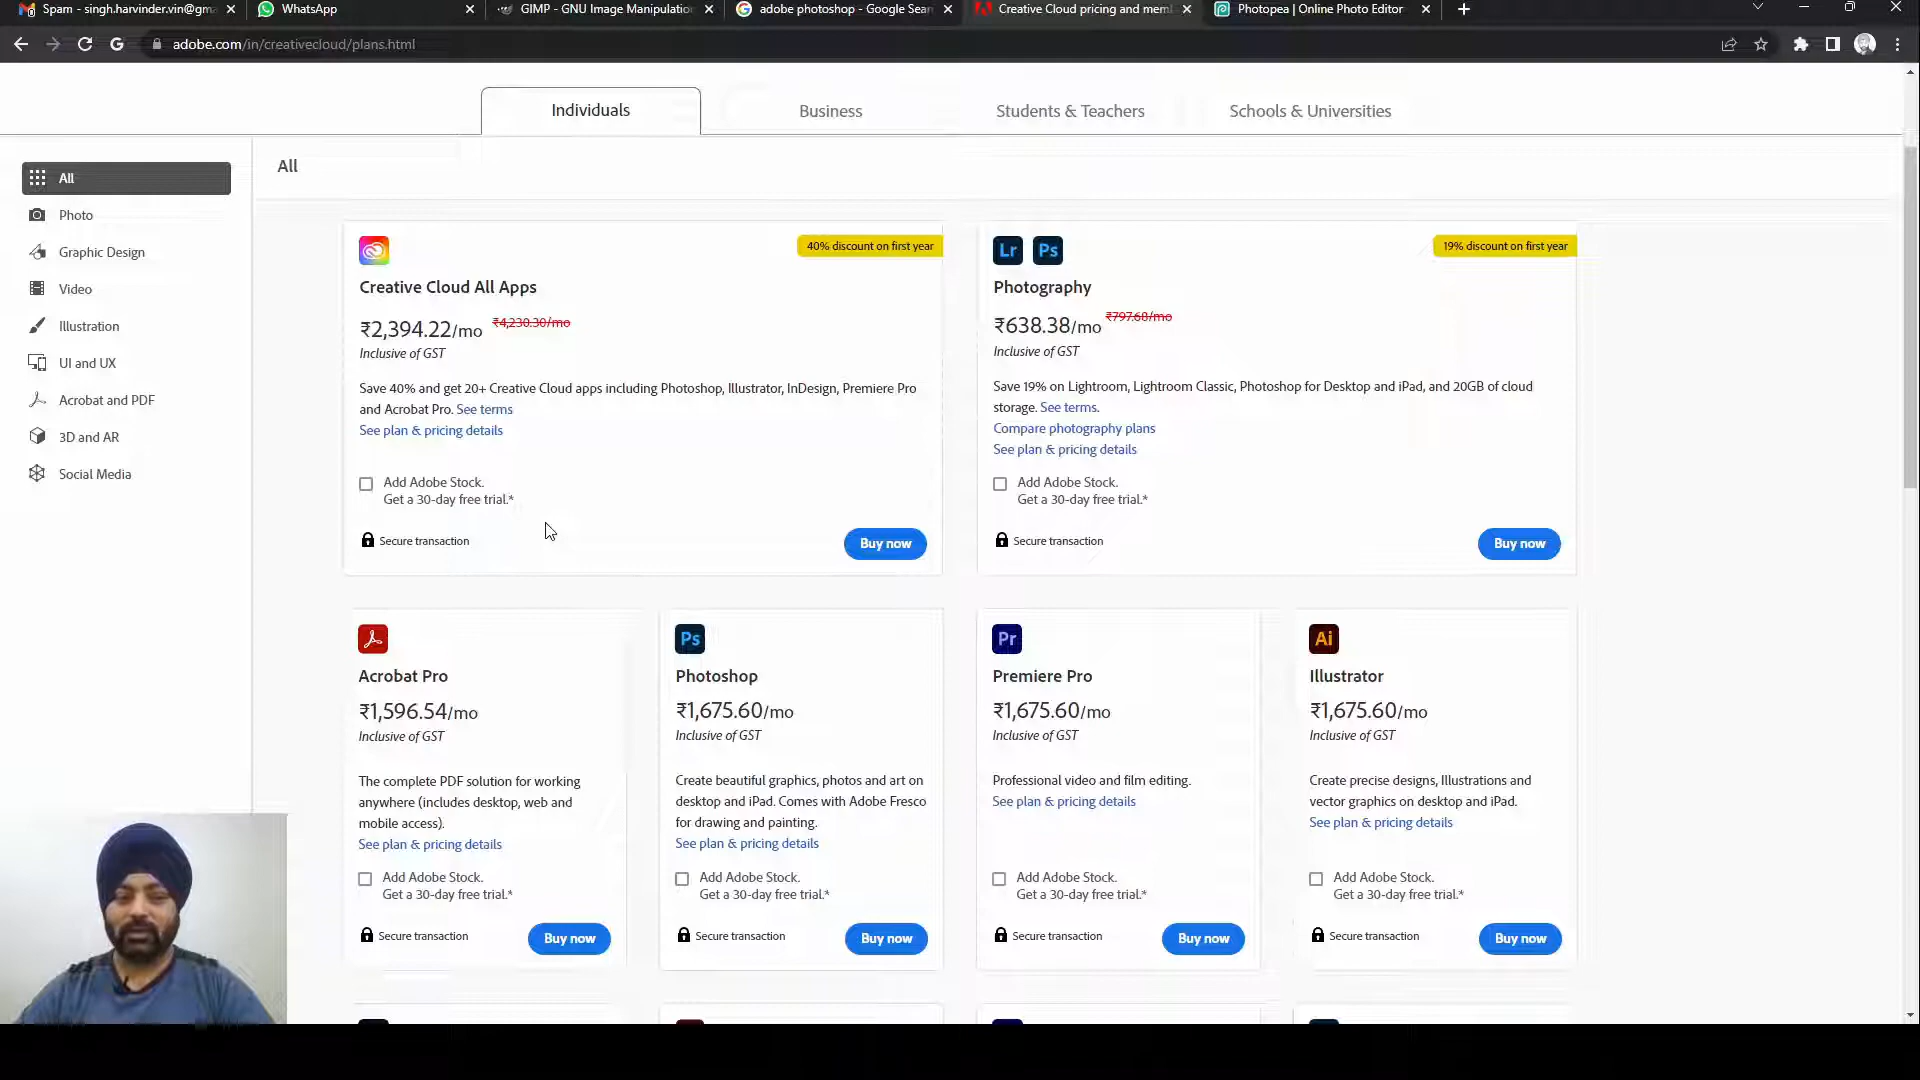 Spam - singh.harvinder.vin@gma
WhatsApp
GIMP - GNU Image Manipulation
adobe photoshop - Google Sear
Creative Cloud pricing and mem
Photopea | Online Photo Editor
adobe.com/in/creativecloud/plans.html
Individuals
Business
Students & Teachers
Schools & Universities
All
Photo
Graphic Design
Video
Illustration
UI and UX
Acrobat and PDF
3D and AR
Social Media
All
40% discount on first year
Creative Cloud All Apps
₹2,394.22/mo ₹4,230.30/mo
Inclusive of GST
Save 40% and get 20+ Creative Cloud apps including Photoshop, Illustrator, InDesign, Premiere Pro
and Acrobat Pro. See terms
See plan & pricing details
Add Adobe Stock.
Get a 30-day free trial.*
Secure transaction
Buy now
Lr Ps
19% discount on first year
Photography
₹638.38/mo ₹797.68/mo
Inclusive of GST
Save 19% on Lightroom, Lightroom Classic, Photoshop for Desktop and iPad, and 20GB of cloud
storage. See terms.
Compare photography plans
See plan & pricing details
Add Adobe Stock.
Get a 30-day free trial.*
Secure transaction
Buy now
Acrobat Pro
₹1,596.54/mo
Inclusive of GST
The complete PDF solution for working
anywhere (includes desktop, web and
mobile access).
See plan & pricing details
Add Adobe Stock.
Get a 30-day free trial.*
Secure transaction
Buy now
Ps
Photoshop
₹1,675.60/mo
Inclusive of GST
Create beautiful graphics, photos and art on
desktop and iPad. Comes with Adobe Fresco
for drawing and painting.
See plan & pricing details
Add Adobe Stock.
Get a 30-day free trial.*
Secure transaction
Buy now
Pr
Premiere Pro
₹1,675.60/mo
Inclusive of GST
Professional video and film editing.
See plan & pricing details
Add Adobe Stock.
Get a 30-day free trial.*
Secure transaction
Buy now
Ai
Illustrator
₹1,675.60/mo
Inclusive of GST
Create precise designs, Illustrations and
vector graphics on desktop and iPad.
See plan & pricing details
Add Adobe Stock.
Get a 30-day free trial.*
Secure transaction
Buy now